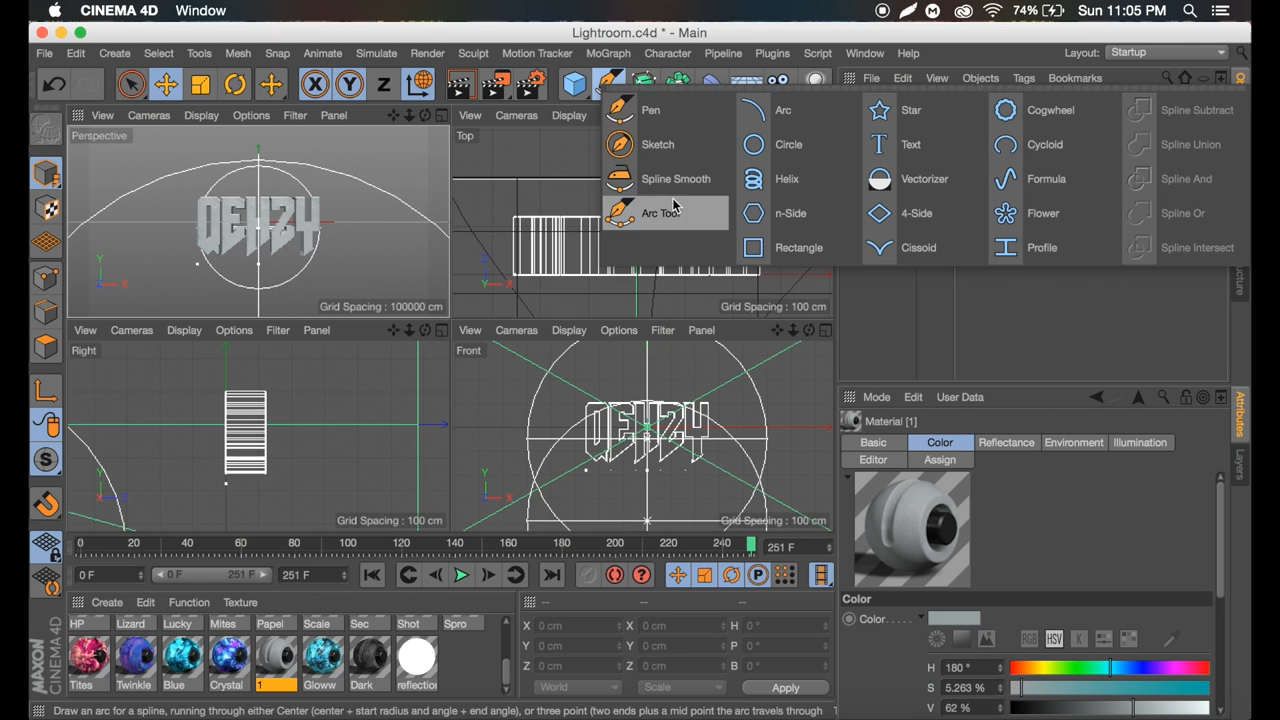 CINEMA 4D Window 74% Sun 11:05 PM
Lightroom.c4d * - Main
File Edit Create Select Tools Mesh Snap Animate Simulate Render Sculpt Motion Tracker MoGraph Character Pipeline Plugins Script Window Help Layout: Startup
X Y Z File Edit View Objects Tags Bookmarks
View Cameras Display Options Filter Panel View Cameras Display
Perspective Top
Pen Arc Star Cogwheel Spline Subtract
Sketch Circle Text Cycloid Spline Union
Spline Smooth Helix Vectorizer Formula Spline And
Arc Tool n-Side 4-Side Flower Spline Or
Rectangle Cissoid Profile Spline Intersect
QEHZY
Y X Z X
Grid Spacing : 100000 cm Grid Spacing : 100 cm
View Cameras Display Options Filter Panel View Cameras Display Options Filter Panel
Right Front
Y X Y X
Grid Spacing : 100 cm Grid Spacing : 100 cm
Mode Edit User Data
Attributes
Layers
Material [1]
Basic Color Reflectance Environment Illumination
Editor Assign
0 20 40 60 80 100 120 140 160 180 200 220 240 251 F
0 F 0 F 251 F 251 F
Create Edit Function Texture -- -- --
HP Lizard Lucky Mites Papel Scale Sec Shot Spro
Tites Twinkle Blue Crystal 1 Gloww Dark reflection
X 0 cm X 0 cm H 0 °
Y 0 cm Y 0 cm P 0 °
Z 0 cm Z 0 cm B 0 °
World Scale Apply
Color
Color
RGB HSV K
H 180 °
S 5.263 %
V 62 %
MAXON CINEMA 4D
Draw an arc for a spline, running through either Center (center + start radius and angle + end angle), or three point (two ends plus a mid point the arc travels through